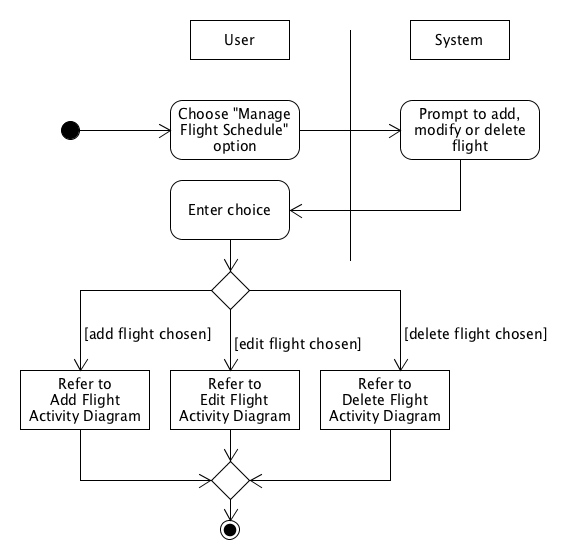 User
System
Choose "Manage
Flight Schedule"
option
Prompt to add,
modify or delete
flight
Enter choice
[add flight chosen]
[edit flight chosen]
[delete flight chosen]
Refer to
Add Flight
Activity Diagram
Refer to
Edit Flight
Activity Diagram
Refer to
Delete Flight
Activity Diagram